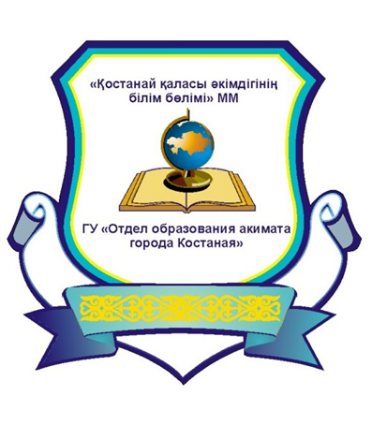 «Қостанай қаласы әкімдігінің
білім бөлімі» ММ
ГУ «Отдел образования акимата
города Костаная»